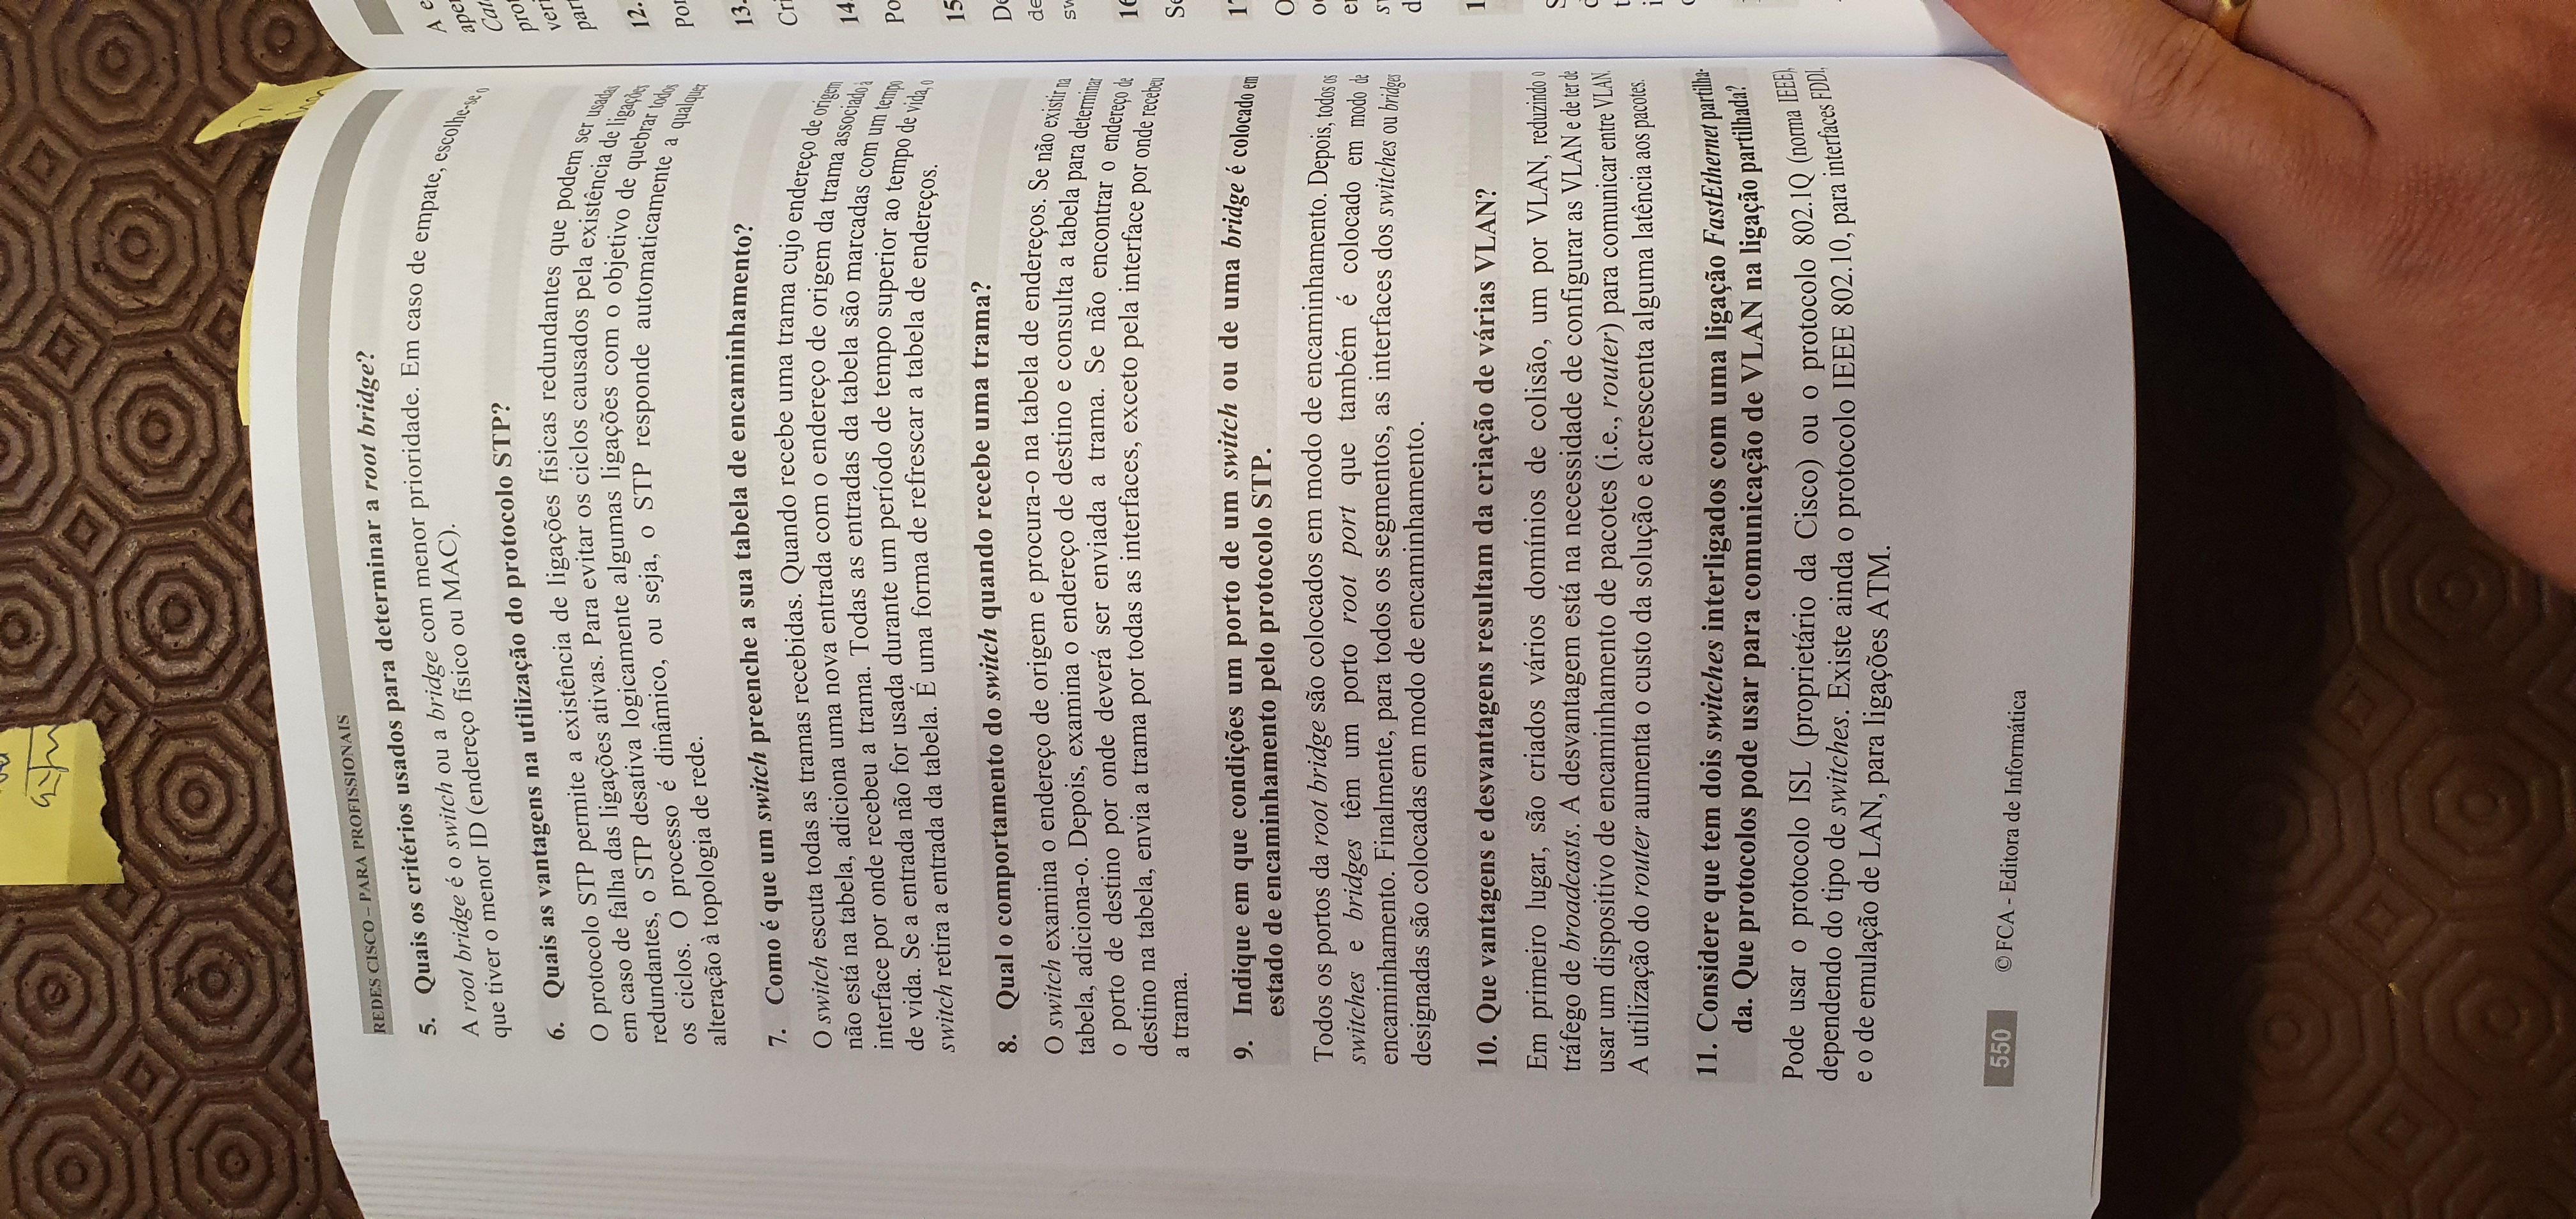 REDES CISCO – PARA PROFISSIONAIS
5. Quais os critérios usados para determinar a root bridge?
A root bridge é o switch ou a bridge com menor prioridade. Em caso de empate, escolhe-se o
que tiver o menor ID (endereço físico ou MAC).
6. Quais as vantagens na utilização do protocolo STP?
O protocolo STP permite a existência de ligações físicas redundantes que podem ser usadas
em caso de falha das ligações ativas. Para evitar os ciclos causados pela existência de ligações
redundantes, o STP desativa logicamente algumas ligações com o objetivo de quebrar todos
os ciclos. O processo é dinâmico, ou seja, o STP responde automaticamente a qualquer
alteração à topologia de rede.
7. Como é que um switch preenche a sua tabela de encaminhamento?
O switch escuta todas as tramas recebidas. Quando recebe uma trama cujo endereço de origem
não está na tabela, adiciona uma nova entrada com o endereço de origem da trama associado à
interface por onde recebeu a trama. Todas as entradas da tabela são marcadas com um tempo
de vida. Se a entrada não for usada durante um período de tempo superior ao tempo de vida, o
switch retira a entrada da tabela. É uma forma de refrescar a tabela de endereços.
8. Qual o comportamento do switch quando recebe uma trama?
O switch examina o endereço de origem e procura-o na tabela de endereços. Se não existir na
tabela, adiciona-o. Depois, examina o endereço de destino e consulta a tabela para determinar
o porto de destino por onde deverá ser enviada a trama. Se não encontrar o endereço de
destino na tabela, envia a trama por todas as interfaces, exceto pela interface por onde recebeu
a trama.
9. Indique em que condições um porto de um switch ou de uma bridge é colocado em
estado de encaminhamento pelo protocolo STP.
Todos os portos da root bridge são colocados em modo de encaminhamento. Depois, todos os
switches e bridges têm um porto root port que também é colocado em modo de
encaminhamento. Finalmente, para todos os segmentos, as interfaces dos switches ou bridges
designadas são colocadas em modo de encaminhamento.
10. Que vantagens e desvantagens resultam da criação de várias VLAN?
Em primeiro lugar, são criados vários domínios de colisão, um por VLAN, reduzindo o
tráfego de broadcasts. A desvantagem está na necessidade de configurar as VLAN e de ter de
usar um dispositivo de encaminhamento de pacotes (i.e., router) para comunicar entre VLAN.
A utilização do router aumenta o custo da solução e acrescenta alguma latência aos pacotes.
11. Considere que tem dois switches interligados com uma ligação FastEthernet partilha-
da. Que protocolos pode usar para comunicação de VLAN na ligação partilhada?
Pode usar o protocolo ISL (proprietário da Cisco) ou o protocolo 802.1Q (norma IEEE),
dependendo do tipo de switches. Existe ainda o protocolo IEEE 802.10, para interfaces FDDI,
e o de emulação de LAN, para ligações ATM.
550 © FCA - Editora de Informática
A e
12.
13.
14
15
16